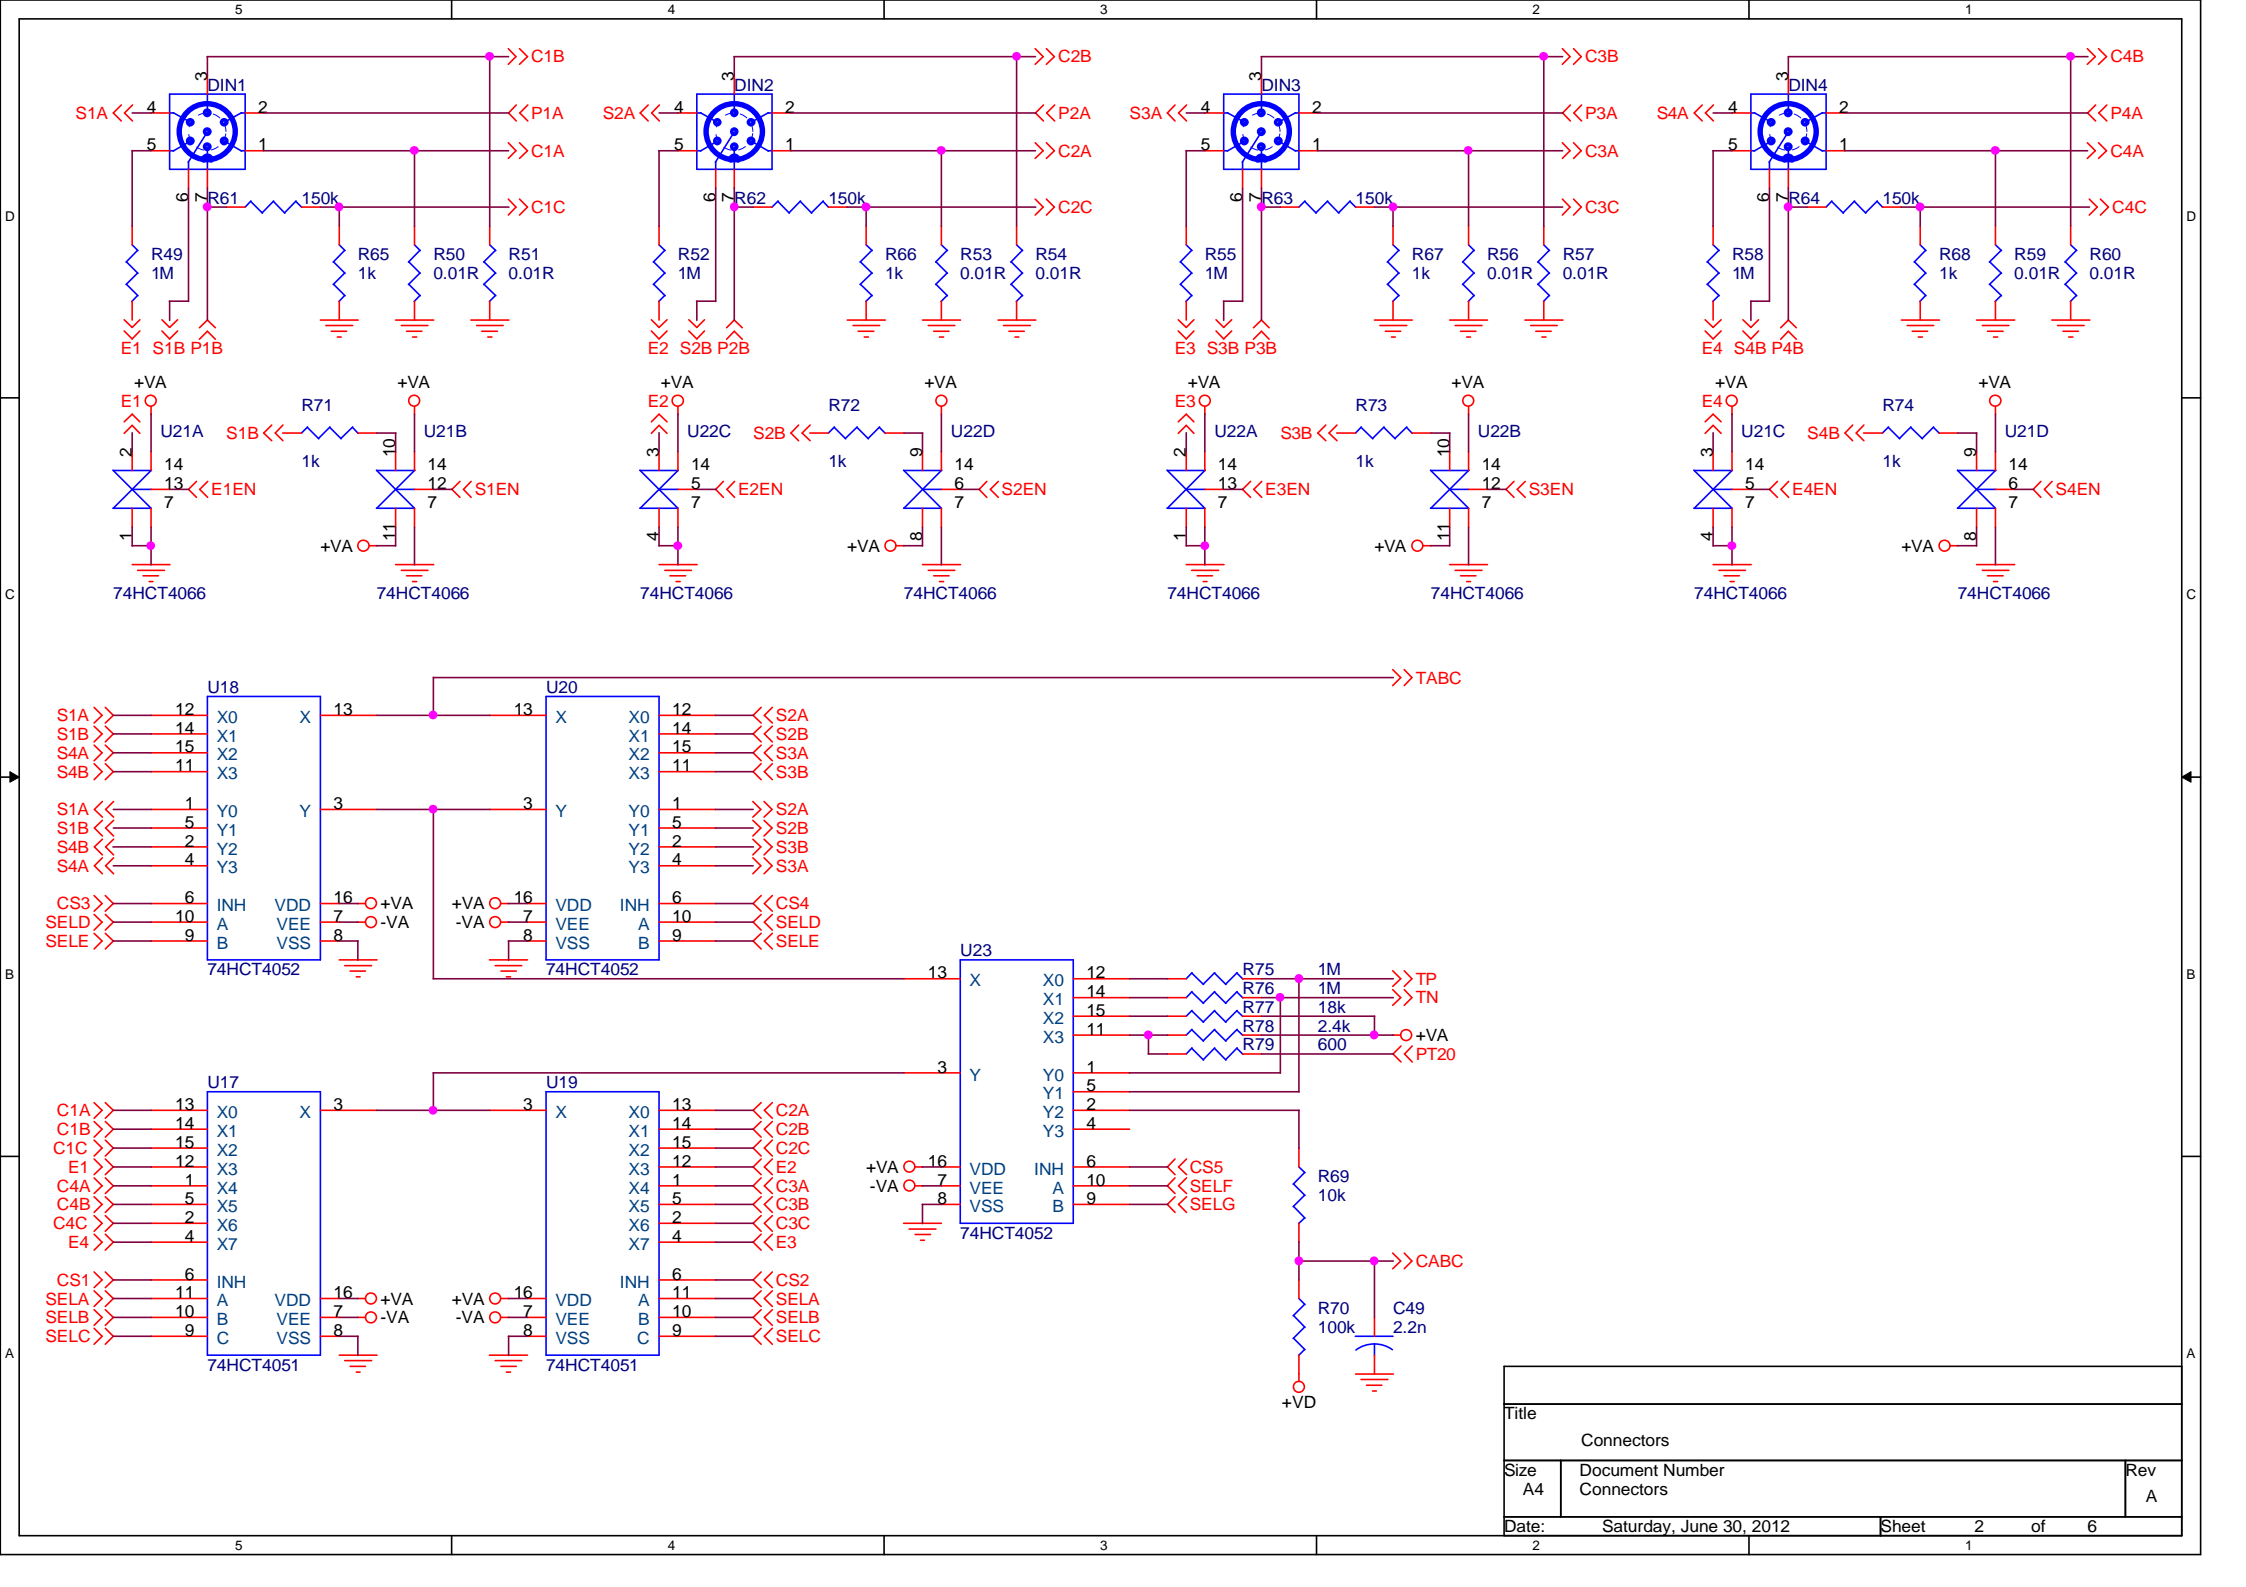 5 4 3 2 1
C1B C2B C3B C4B
3 3 3 3
DIN1 DIN2 DIN3 DIN4
S1A 4 2 P1A S2A 4 2 P2A S3A 4 2 P3A S4A 4 2 P4A
5 1 C1A 5 1 C2A 5 1 C3A 5 1 C4A
6 7 R61 150k C1C 6 7 R62 150k C2C 6 7 R63 150k C3C 6 7 R64 150k C4C
D D
R49 R65 R50 R51 R52 R66 R53 R54 R55 R67 R56 R57 R58 R68 R59 R60
1M 1k 0.01R 0.01R 1M 1k 0.01R 0.01R 1M 1k 0.01R 0.01R 1M 1k 0.01R 0.01R
E1 S1B P1B E2 S2B P2B E3 S3B P3B E4 S4B P4B
+VA +VA +VA +VA +VA +VA +VA +VA
E1 R71 E2 R72 E3 R73 E4 R74
U21A S1B U21B U22C S2B U22D U22A S3B U22B U21C S4B U21D
2 10 3 9 2 10 3 9
1k 1k 1k 1k
14 14 14 14 14 14 14 14
13 E1EN 12 S1EN 5 E2EN 6 S2EN 13 E3EN 12 S3EN 5 E4EN 6 S4EN
7 7 7 7 7 7 7 7
1 11 4 8 1 11 4 8
+VA +VA +VA +VA
74HCT4066 74HCT4066 74HCT4066 74HCT4066 74HCT4066 74HCT4066 74HCT4066 74HCT4066
C C
TABC
U18 U20
S1A 12 X0 X 13 13 X X0 12 S2A
S1B 14 X1 X1 14 S2B
S4A 15 X2 X2 15 S3A
S4B 11 X3 X3 11 S3B
S1A 1 Y0 Y 3 3 Y Y0 1 S2A
S1B 5 Y1 Y1 5 S2B
S4B 2 Y2 Y2 2 S3B
S4A 4 Y3 Y3 4 S3A
CS3 6 INH VDD 16 +VA +VA 16 VDD INH 6 CS4
SELD 10 A VEE 7 -VA -VA 7 VEE A 10 SELD
SELE 9 B VSS 8 8 VSS B 9 SELE
74HCT4052 74HCT4052
B B
U23
13 X X0 12 R75 1M TP
X1 14 R76 1M TN
X2 15 R77 18k
X3 11 R78 2.4k +VA
R79 600 PT20
3 Y Y0 1
Y1 5
Y2 2
Y3 4
+VA 16 VDD INH 6 CS5
-VA 7 VEE A 10 SELF
8 VSS B 9 SELG
74HCT4052
U17 U19
C1A 13 X0 X 3 3 X X0 13 C2A
C1B 14 X1 X1 14 C2B
C1C 15 X2 X2 15 C2C
E1 12 X3 X3 12 E2
C4A 1 X4 X4 1 C3A
C4B 5 X5 X5 5 C3B
C4C 2 X6 X6 2 C3C
E4 4 X7 X7 4 E3
CS1 6 INH INH 6 CS2
SELA 11 A VDD 16 +VA +VA 16 VDD A 11 SELA
SELB 10 B VEE 7 -VA -VA 7 VEE B 10 SELB
SELC 9 C VSS 8 8 VSS C 9 SELC
74HCT4051 74HCT4051
R69
10k
CABC
R70 C49
100k 2.2n
+VD
A A
Title
Connectors
Size Document Number Rev
A4 Connectors A
Date: Saturday, June 30, 2012 Sheet 2 of 6
5 4 3 2 1